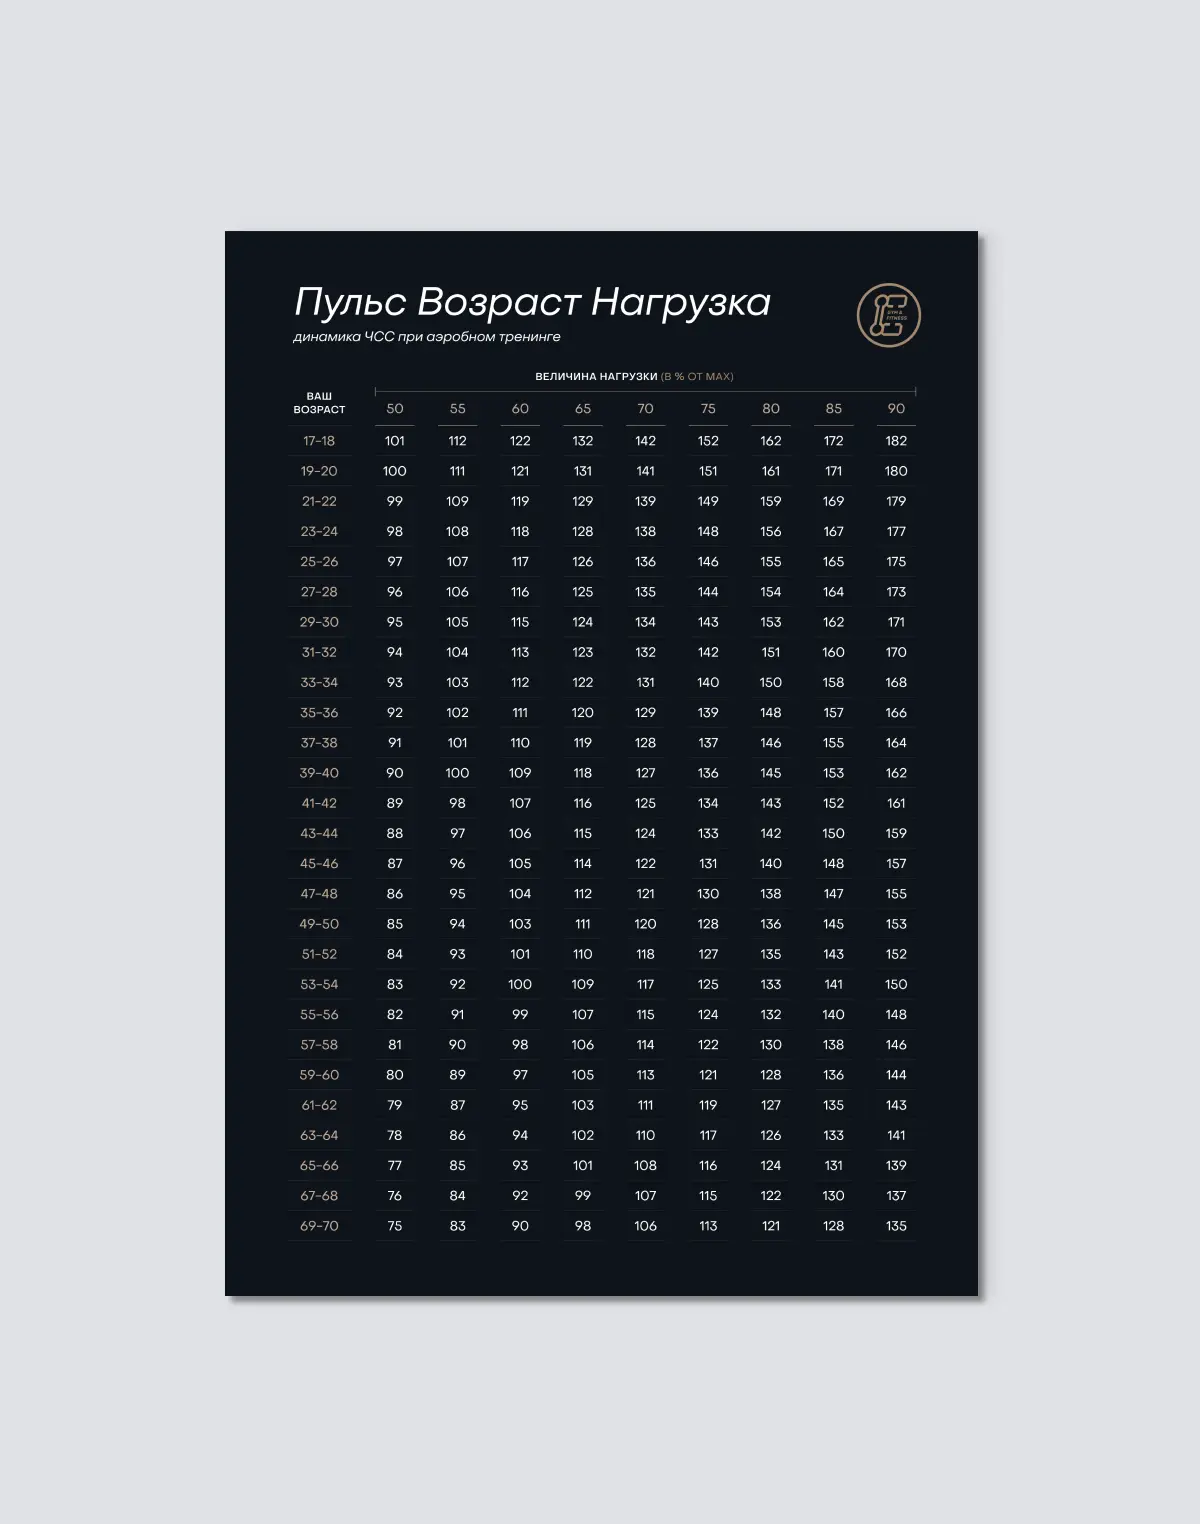 Пульс Возраст Нагрузка
динамика ЧСС при аэробном тренинге
GYM &
FITNESS
ВЕЛИЧИНА НАГРУЗКИ (В % ОТ MAX)
ВАШ
ВОЗРАСТ 50 55 60 65 70 75 80 85 90
17-18 101 112 122 132 142 152 162 172 182
19-20 100 111 121 131 141 151 161 171 180
21-22 99 109 119 129 139 149 159 169 179
23-24 98 108 118 128 138 148 156 167 177
25-26 97 107 117 126 136 146 155 165 175
27-28 96 106 116 125 135 144 154 164 173
29-30 95 105 115 124 134 143 153 162 171
31-32 94 104 113 123 132 142 151 160 170
33-34 93 103 112 122 131 140 150 158 168
35-36 92 102 111 120 129 139 148 157 166
37-38 91 101 110 119 128 137 146 155 164
39-40 90 100 109 118 127 136 145 153 162
41-42 89 98 107 116 125 134 143 152 161
43-44 88 97 106 115 124 133 142 150 159
45-46 87 96 105 114 122 131 140 148 157
47-48 86 95 104 112 121 130 138 147 155
49-50 85 94 103 111 120 128 136 145 153
51-52 84 93 101 110 118 127 135 143 152
53-54 83 92 100 109 117 125 133 141 150
55-56 82 91 99 107 115 124 132 140 148
57-58 81 90 98 106 114 122 130 138 146
59-60 80 89 97 105 113 121 128 136 144
61-62 79 87 95 103 111 119 127 135 143
63-64 78 86 94 102 110 117 126 133 141
65-66 77 85 93 101 108 116 124 131 139
67-68 76 84 92 99 107 115 122 130 137
69-70 75 83 90 98 106 113 121 128 135